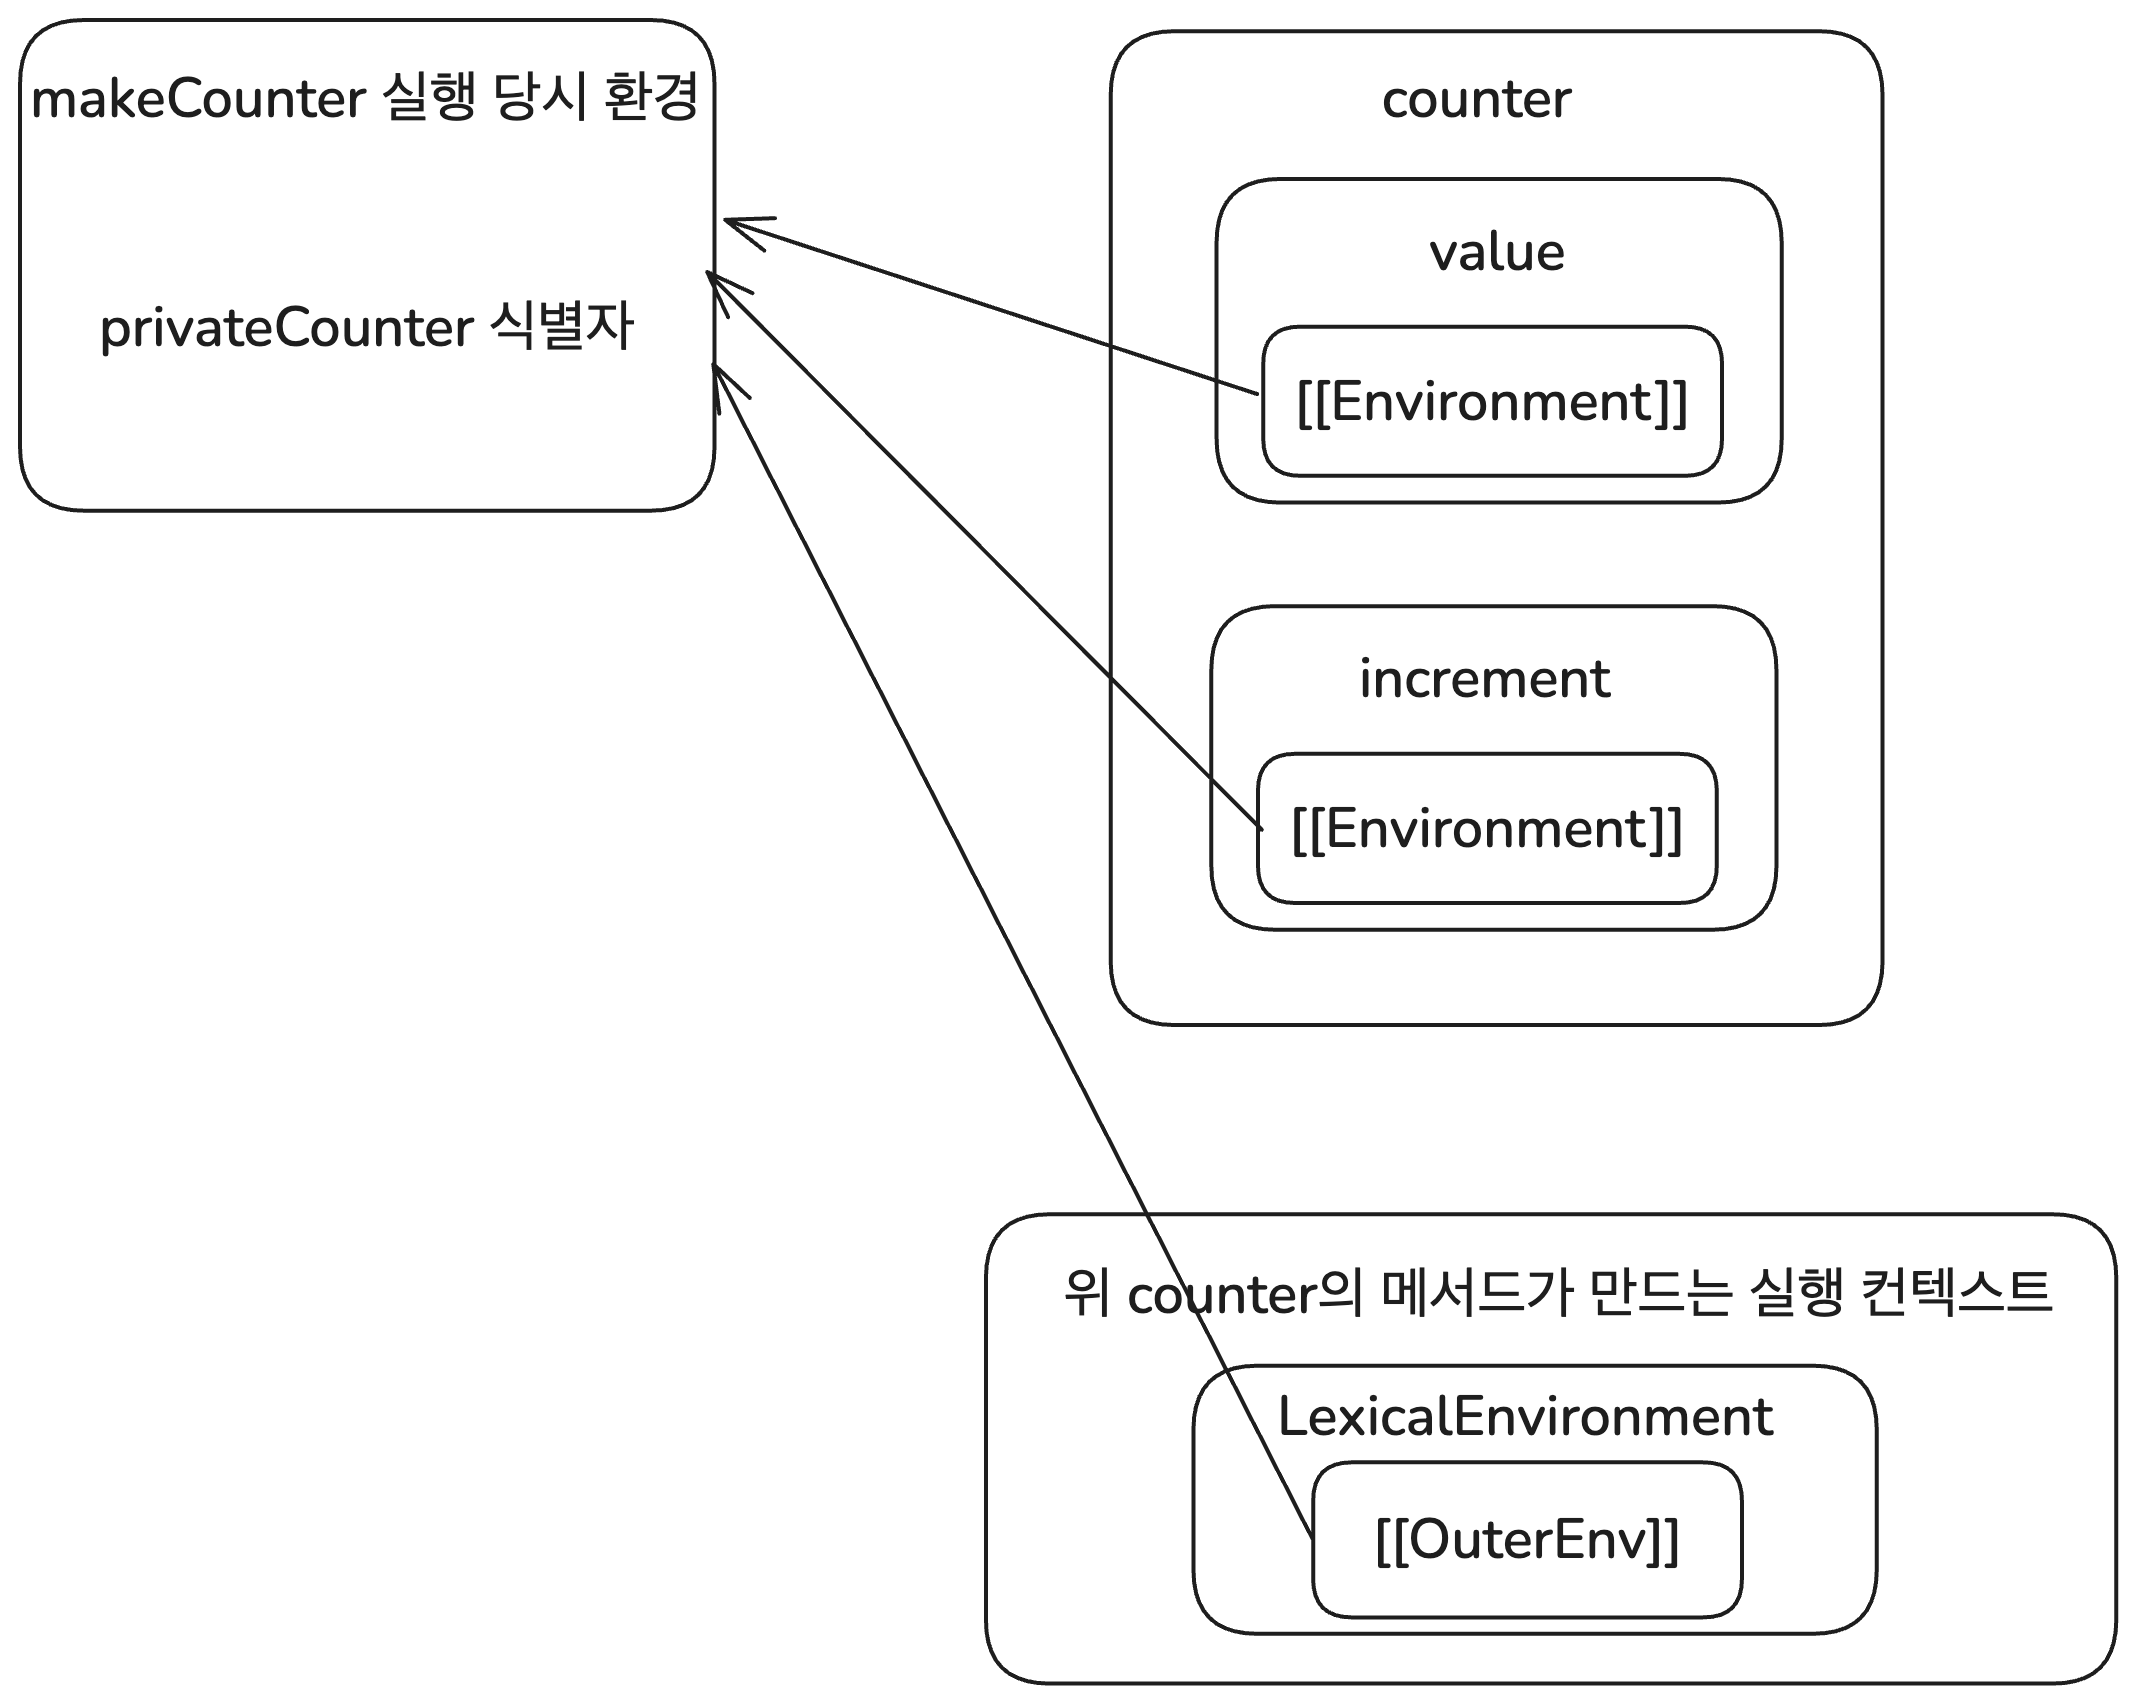 makeCounter 실행 당시 환경
privateCounter 식별자
counter
value
[[Environment]]
increment
[[Environment]]
위 counter의 메서드가 만드는 실행 컨텍스트
LexicalEnvironment
[[OuterEnv]]